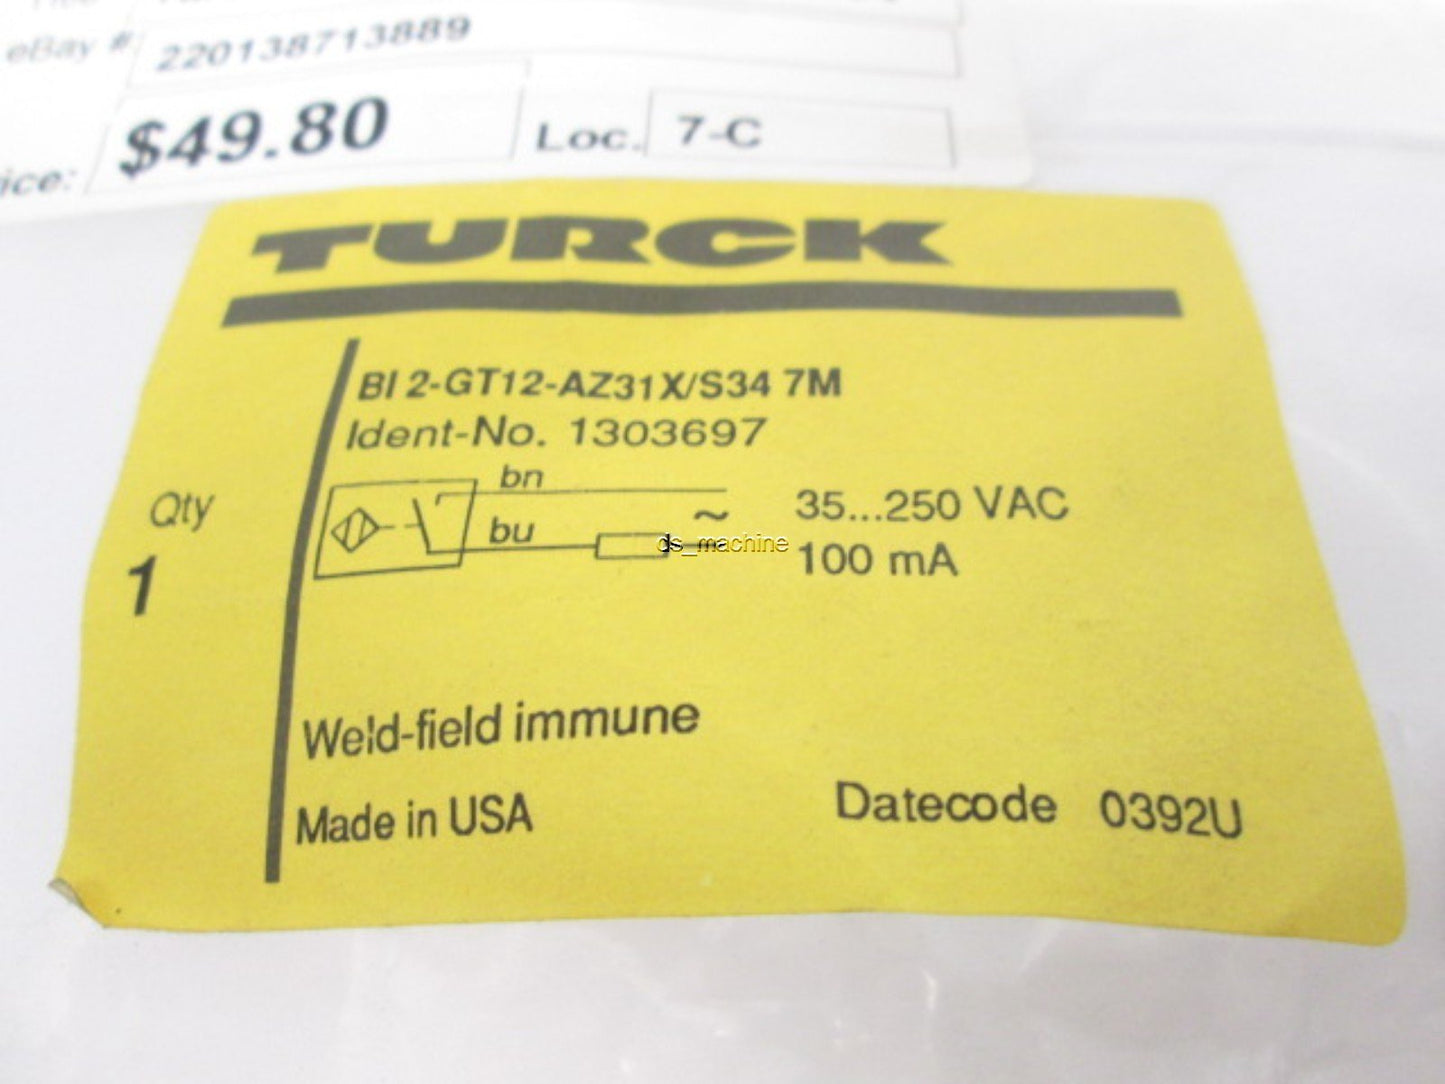 eBay # 220138713889
Price: $49.80 Loc. 7-C
TURCK
BI 2-GT12-AZ31X/S34 7M
Ident-No. 1303697
bn
Qty
35...250 VAC
~
bu
ds_machine
100 mA
1
Weld-field immune
Made in USA
Datecode 0392U